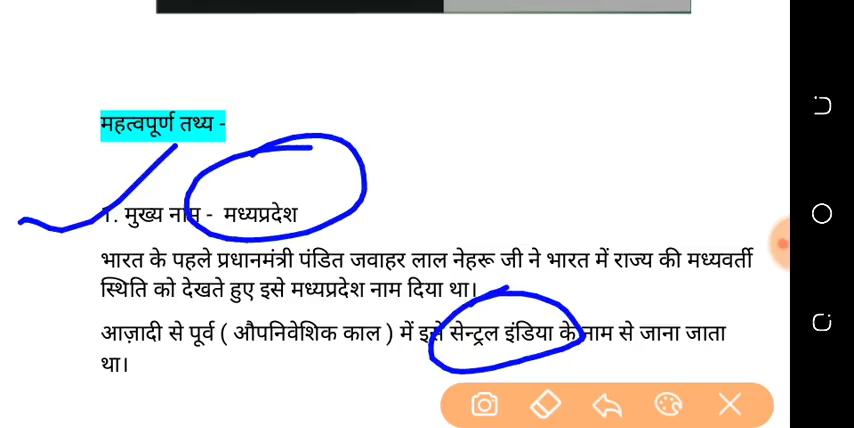 महत्वपूर्ण तथ्य -
1. मुख्य नाम - मध्यप्रदेश
भारत के पहले प्रधानमंत्री पंडित जवाहर लाल नेहरू जी ने भारत में राज्य की मध्यवर्ती
स्थिति को देखते हुए इसे मध्यप्रदेश नाम दिया था।
आज़ादी से पूर्व ( औपनिवेशिक काल ) में इसे सेन्ट्रल इंडिया के नाम से जाना जाता
था।